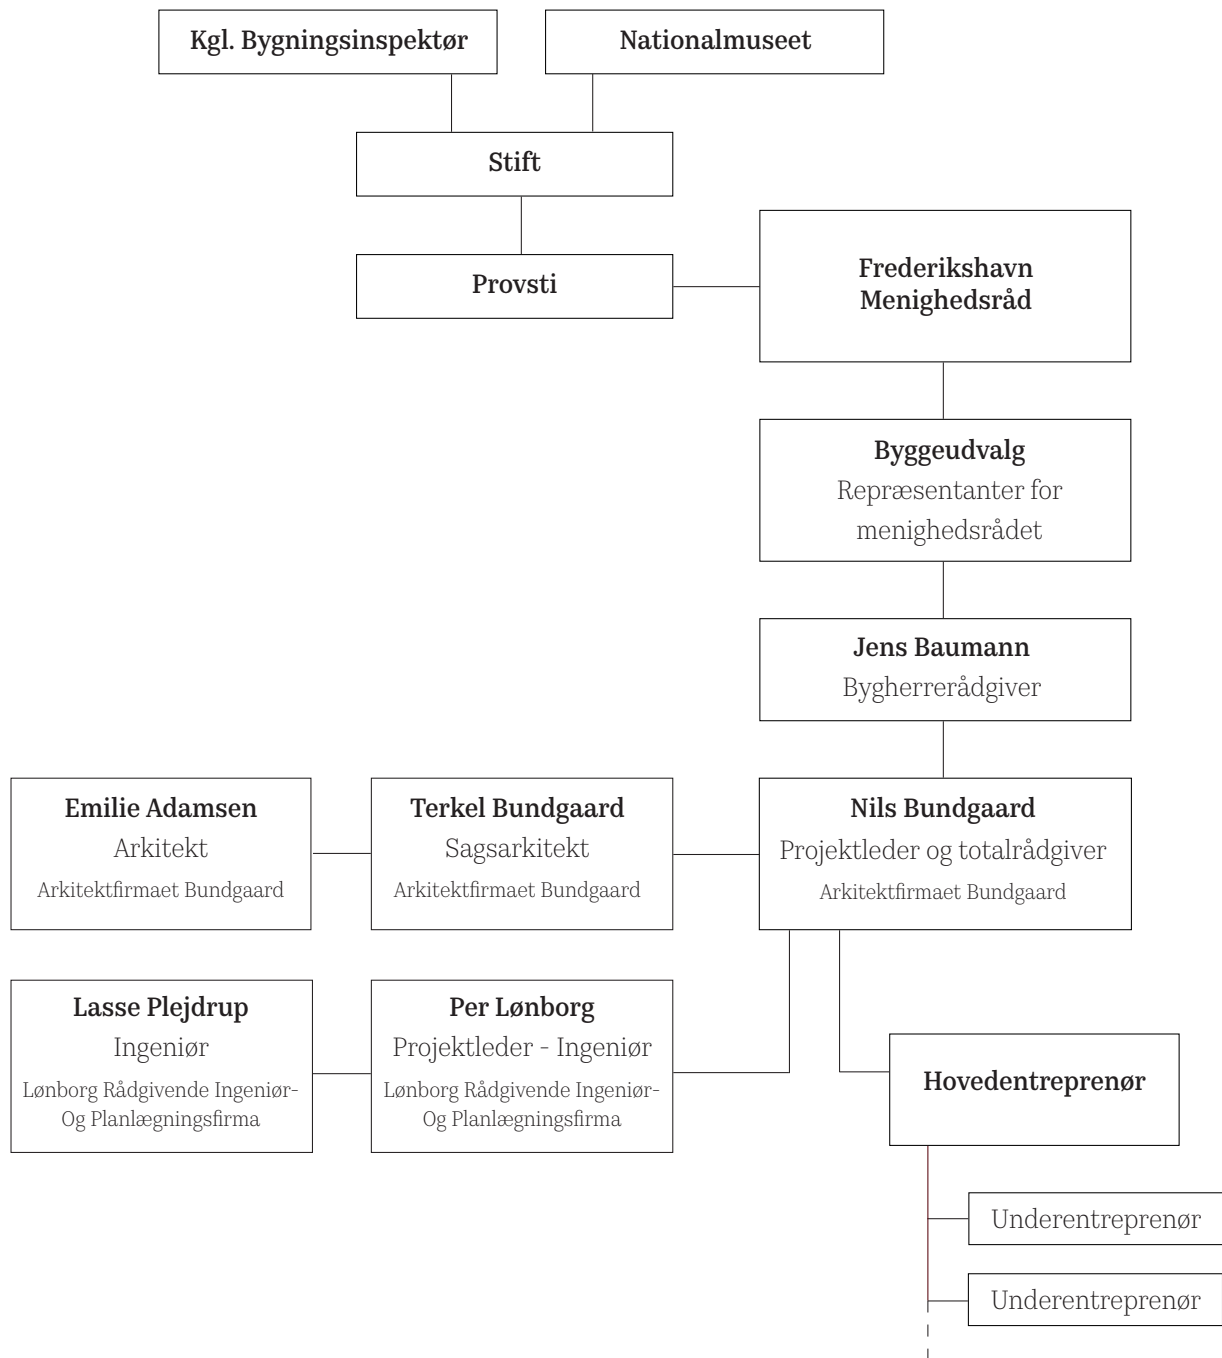 Kgl. Bygningsinspektør
Nationalmuseet
Stift
Provsti
Frederikshavn
Menighedsråd
Byggeudvalg
Repræsentanter for
menighedsrådet
Jens Baumann
Bygherrerådgiver
Emilie Adamsen
Arkitekt
Arkitektfirmaet Bundgaard
Terkel Bundgaard
Sagsarkitekt
Arkitektfirmaet Bundgaard
Nils Bundgaard
Projektleder og totalrådgiver
Arkitektfirmaet Bundgaard
Lasse Plejdrup
Ingeniør
Lønborg Rådgivende Ingeniør-
Og Planlægningsfirma
Per Lønborg
Projektleder - Ingeniør
Lønborg Rådgivende Ingeniør-
Og Planlægningsfirma
Hovedentreprenør
Underentreprenør
Underentreprenør